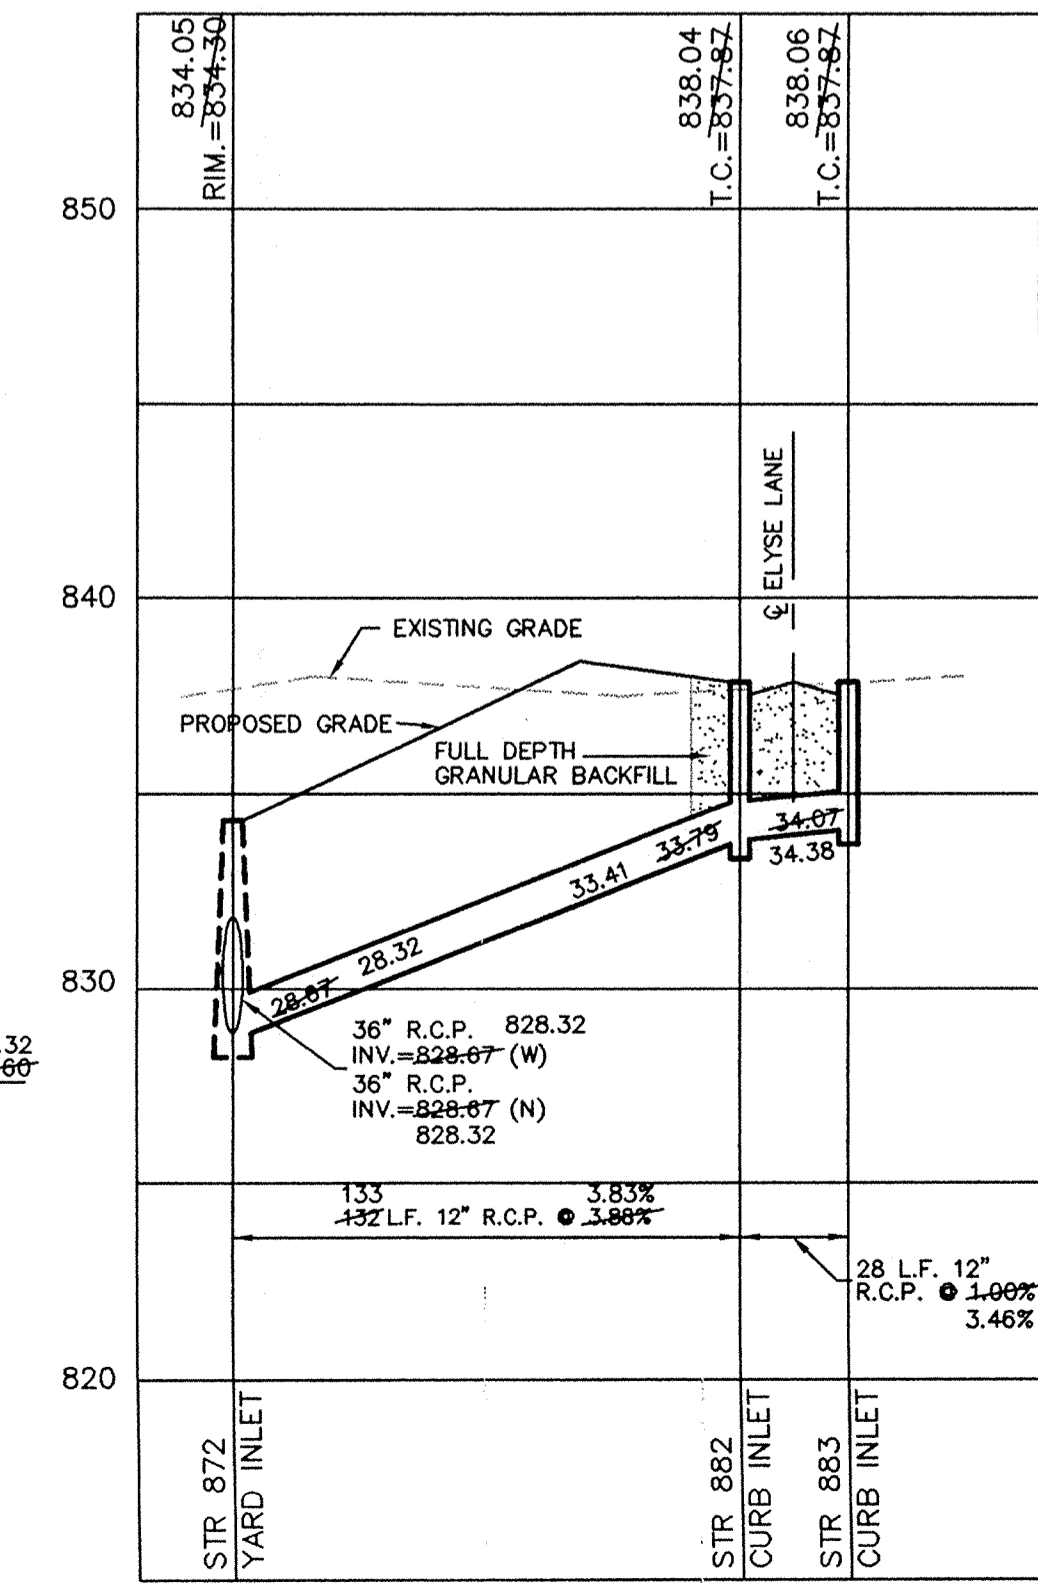 834.05
RIM.=834.30
838.04
T.C.=837.87
838.06
T.C.=837.87
850
840
830
820
℄ ELYSE LANE
EXISTING GRADE
PROPOSED GRADE
FULL DEPTH
GRANULAR BACKFILL
34.07
34.38
33.79
33.41
28.32
28.67
36" R.C.P. 828.32
INV.=828.67 (W)
36" R.C.P.
INV.=828.67 (N)
828.32
.32
60
133 3.83%
132 L.F. 12" R.C.P. @ 3.88%
28 L.F. 12"
R.C.P. @ 1.00%
3.46%
STR 872
YARD INLET
STR 882
CURB INLET
STR 883
CURB INLET